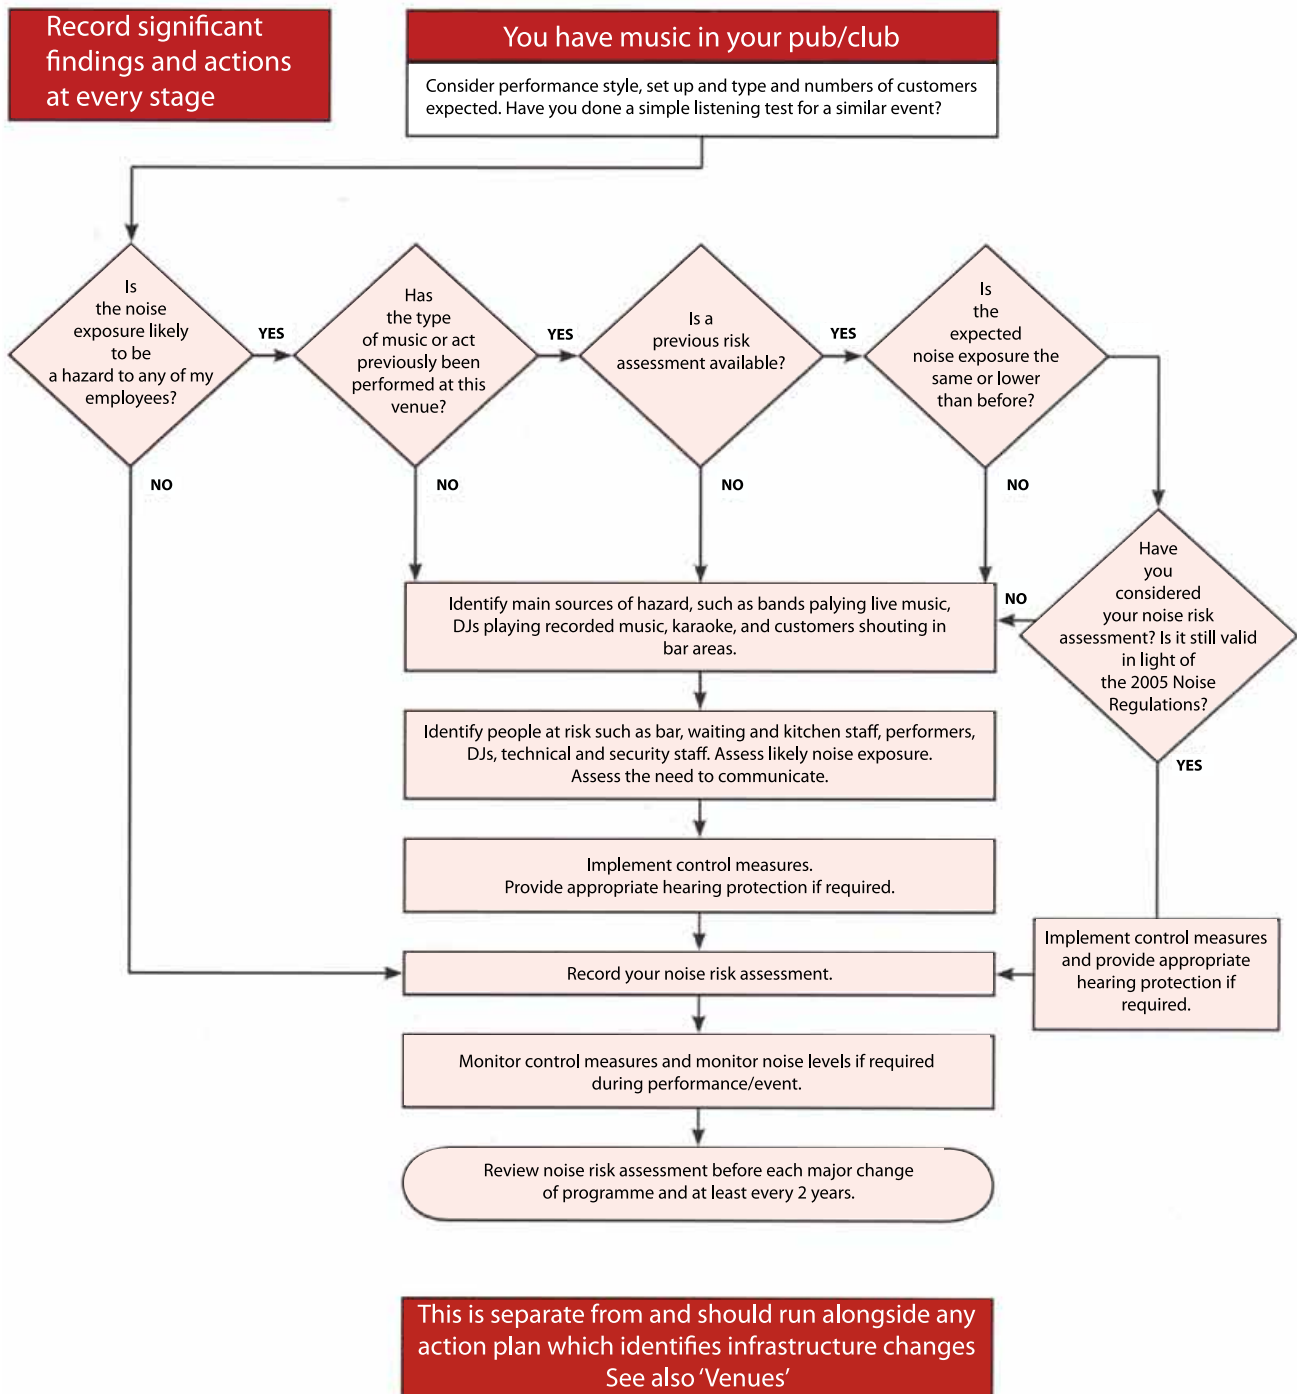 Record significant
findings and actions
at every stage
You have music in your pub/club
Consider performance style, set up and type and numbers of customers
expected. Have you done a simple listening test for a similar event?
Is
the noise
exposure likely
to be
a hazard to any of my
employees?
YES
NO
Has
the type
of music or act
previously been
performed at this
venue?
YES
NO
Is a
previous risk
assessment available?
YES
NO
Is
the
expected
noise exposure the
same or lower
than before?
NO
Have
you
considered
your noise risk
assessment? Is it still valid
in light of
the 2005 Noise
Regulations?
NO
YES
Identify main sources of hazard, such as bands palying live music,
DJs playing recorded music, karaoke, and customers shouting in
bar areas.
Identify people at risk such as bar, waiting and kitchen staff, performers,
DJs, technical and security staff. Assess likely noise exposure.
Assess the need to communicate.
Implement control measures.
Provide appropriate hearing protection if required.
Implement control measures
and provide appropriate
hearing protection if
required.
Record your noise risk assessment.
Monitor control measures and monitor noise levels if required
during performance/event.
Review noise risk assessment before each major change
of programme and at least every 2 years.
This is separate from and should run alongside any
action plan which identifies infrastructure changes
See also 'Venues'